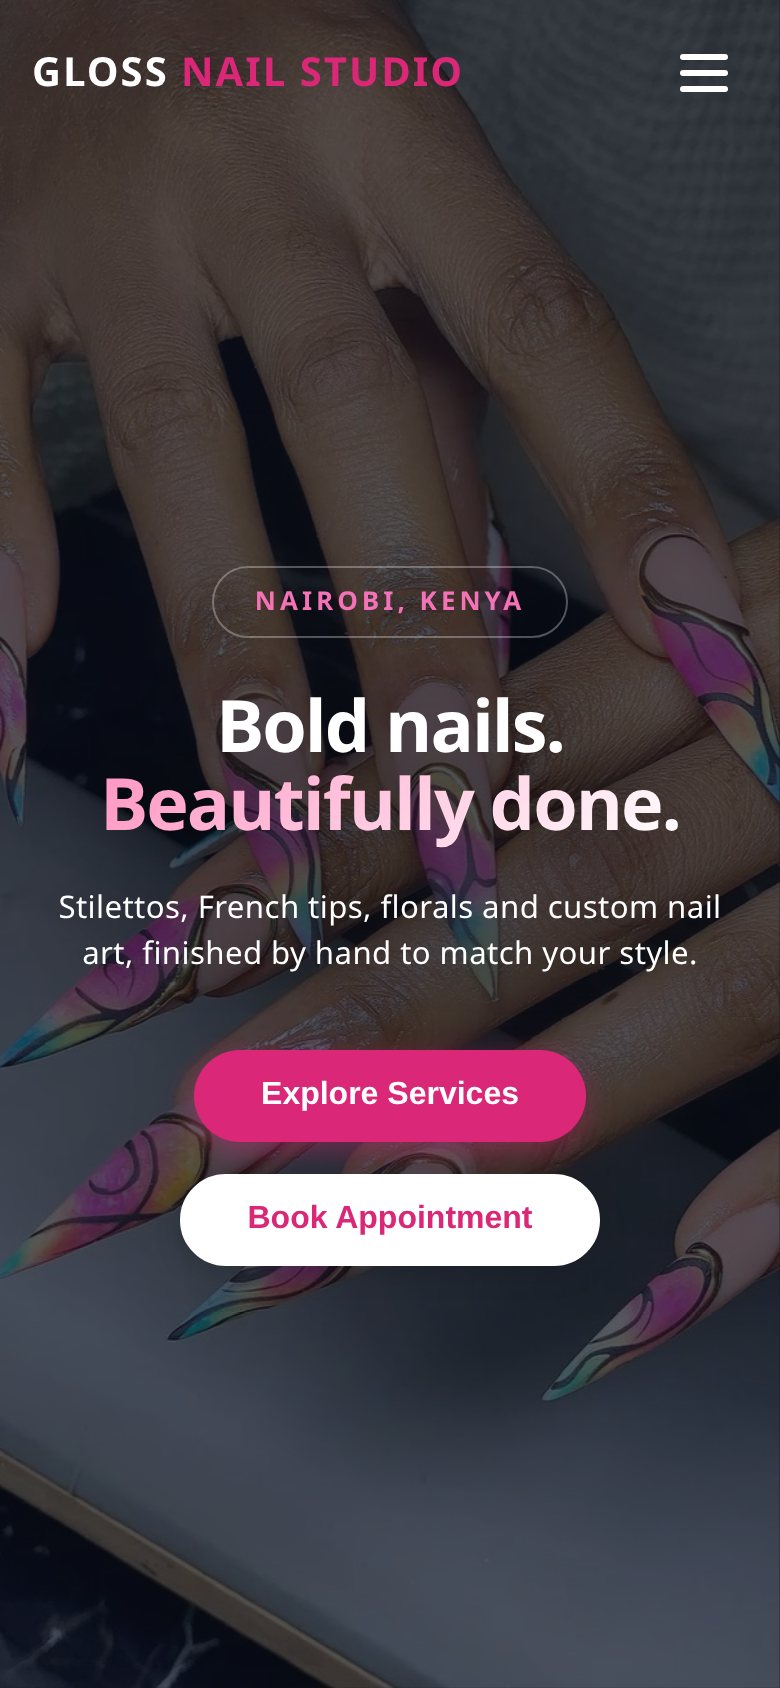 GLOSS NAIL STUDIO
NAIROBI, KENYA
Bold nails.
Beautifully done.
Stilettos, French tips, florals and custom nail
art, finished by hand to match your style.
Explore Services
Book Appointment